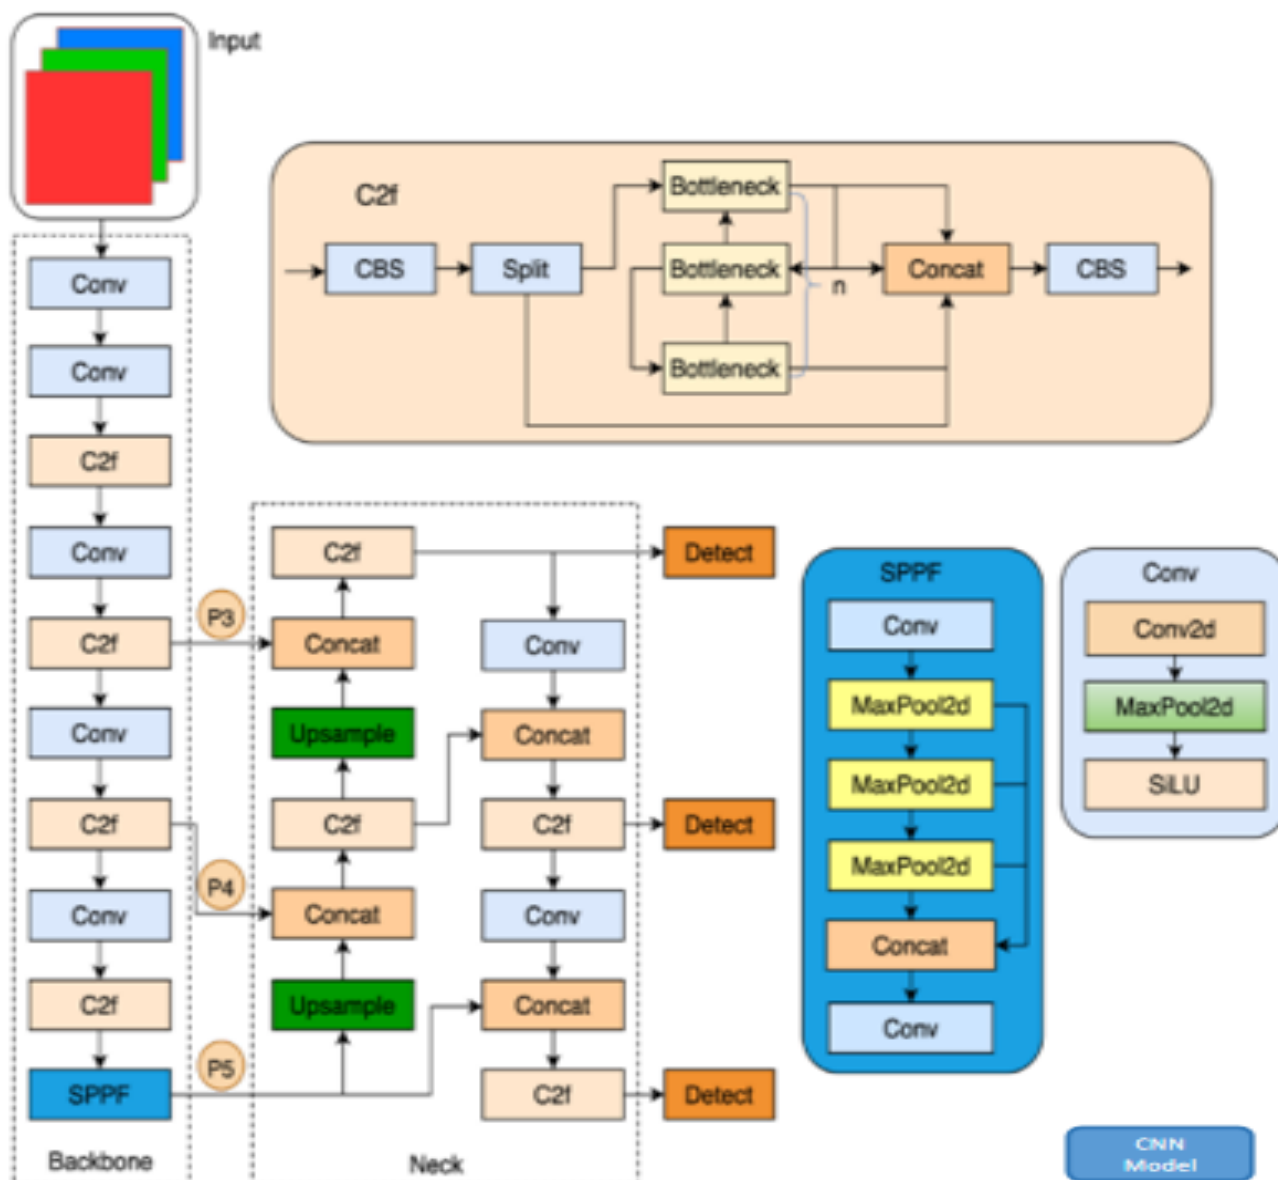 Input
Conv
Conv
C2f
Conv
C2f
Conv
C2f
Conv
C2f
SPPF
Backbone
P3
P4
P5
C2f
Concat
Upsample
C2f
Concat
Upsample
Conv
Concat
C2f
Conv
Concat
C2f
Neck
Detect
Detect
Detect
C2f
CBS
Split
Bottleneck
Bottleneck
Bottleneck
n
Concat
CBS
SPPF
Conv
MaxPool2d
MaxPool2d
MaxPool2d
Concat
Conv
Conv
Conv2d
MaxPool2d
SiLU
CNN
Model